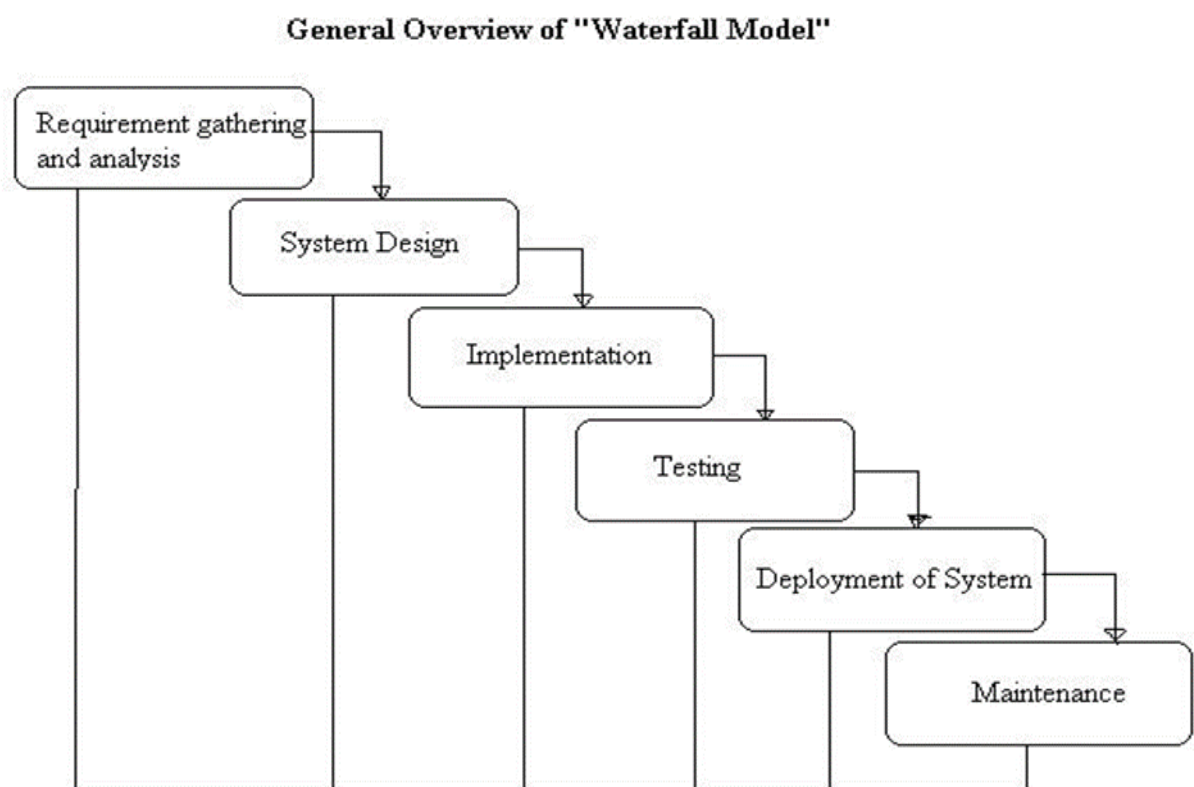 General Overview of "Waterfall Model"
Requirement gathering
and analysis
System Design
Implementation
Testing
Deployment of System
Maintenance